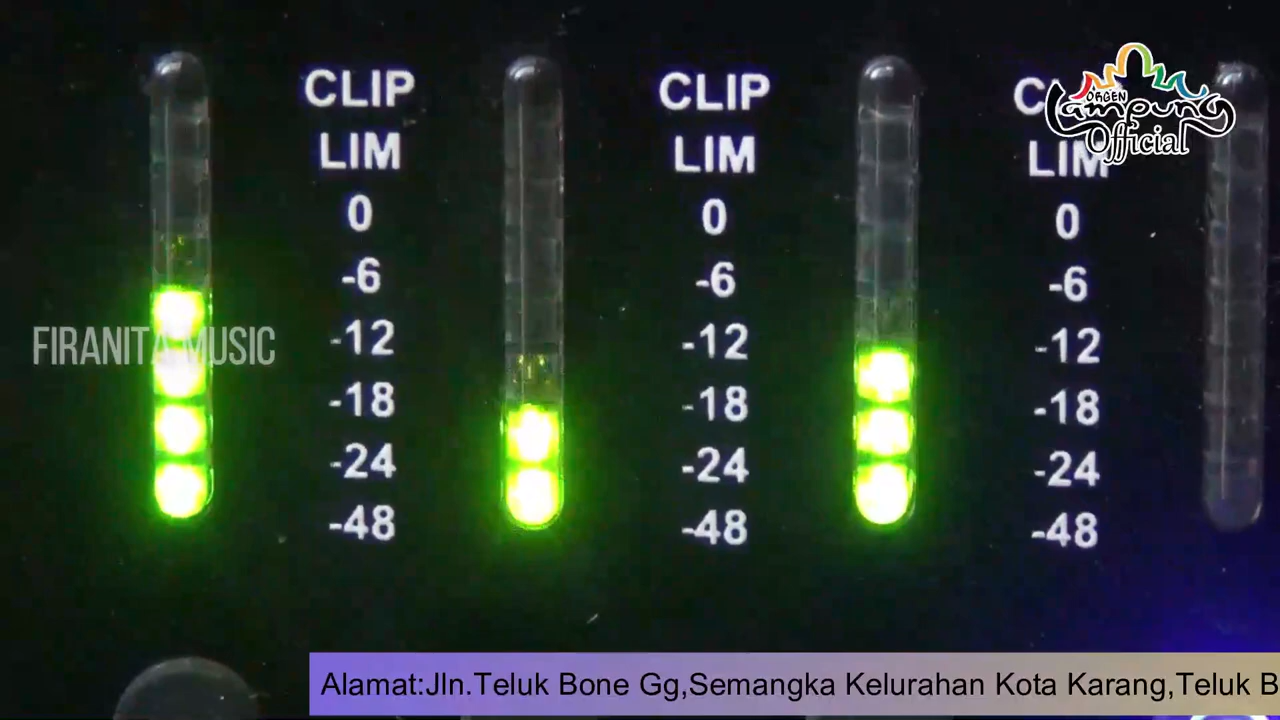 CLIP CLIP
LIM LIM LIM
0 0 0
-6 -6 -6
-12 -12 -12
-18 -18 -18
-24 -24 -24
-48 -48 -48
ORGEN
Lampung
Official
FIRANITA MUSIC
Alamat:Jln.Teluk Bone Gg,Semangka Kelurahan Kota Karang,Teluk B